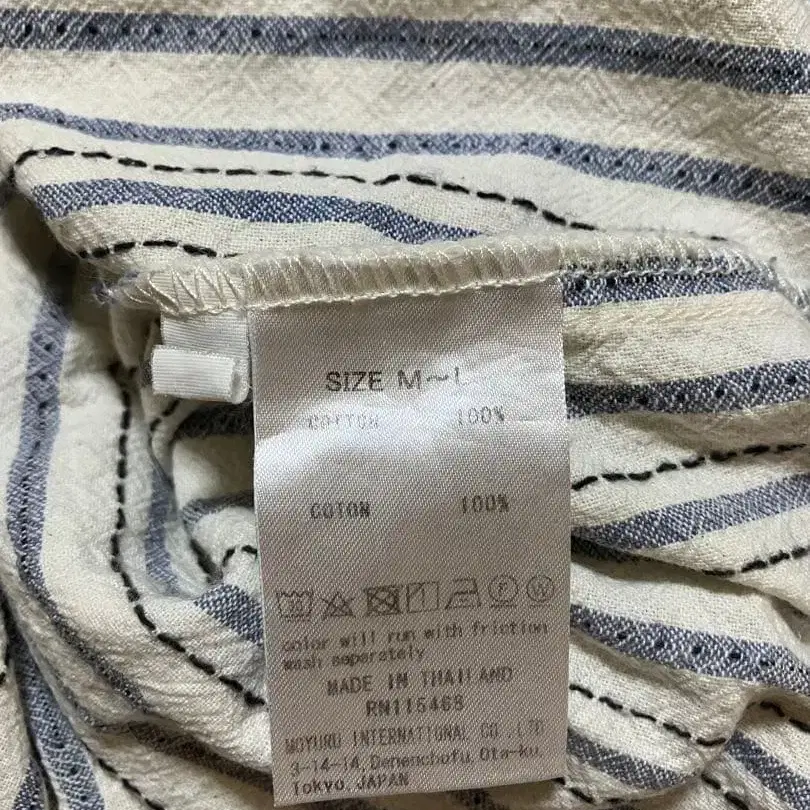 SIZE M～L
COTTON 100%
COTON 100%
color will run with friction
wash separately
MADE IN THAILAND
RN115468
MOYURU INTERNATIONAL CO.,LTD
3-14-14, Denenchofu, Ota-ku,
Tokyo, JAPAN